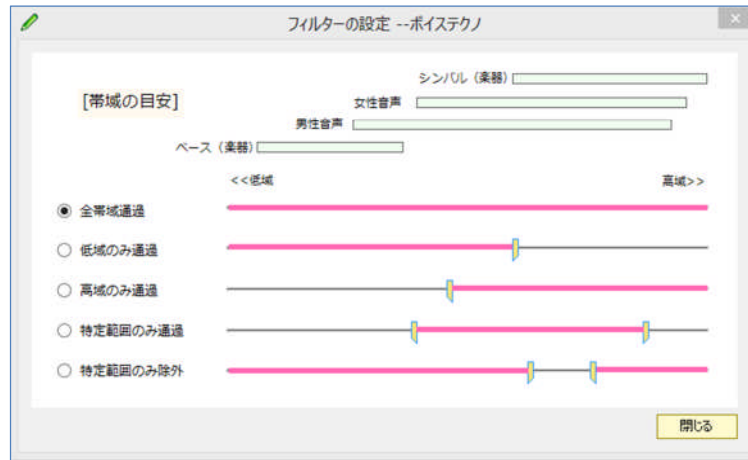 フィルターの設定 --ボイステクノ
シンバル（楽器）
[帯域の目安]
女性音声
男性音声
ベース（楽器）
<<低域
高域>>
全帯域通過
低域のみ通過
高域のみ通過
特定範囲のみ通過
特定範囲のみ除外
閉じる